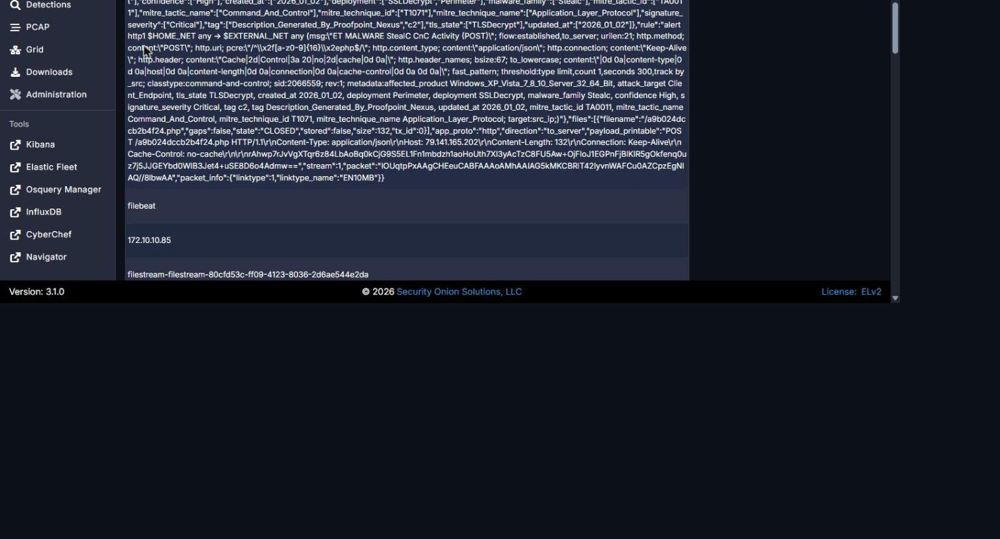 Detections
PCAP
Grid
Downloads
Administration
Tools
Kibana
Elastic Fleet
Osquery Manager
InfluxDB
CyberChef
Navigator
t"],"confidence":["High"],"created_at":["2026_01_02"],"deployment":["SSLDecrypt","Perimeter"],"malware_family":["Stealc"],"mitre_tactic_id":["TA001
1"],"mitre_tactic_name":["Command_And_Control"],"mitre_technique_id":["T1071"],"mitre_technique_name":["Application_Layer_Protocol"],"signature_
severity":["Critical"],"tag":["Description_Generated_By_Proofpoint_Nexus","c2"],"tls_state":["TLSDecrypt"],"updated_at":["2026_01_02"]},"rule":"alert
http1 $HOME_NET any -> $EXTERNAL_NET any (msg:\"ET MALWARE StealC CnC Activity (POST)\"; flow:established,to_server; urilen:21; http.method;
content:\"POST\"; http.uri; pcre:\"/^\\x2f[a-z0-9]{16}\\x2ephp$/\"; http.content_type; content:\"application/json\"; http.connection; content:\"Keep-Alive
\"; http.header; content:\"Cache|2d|Control|3a 20|no|2d|cache|0d 0a|\"; http.header_names; bsize:67; to_lowercase; content:\"|0d 0a|content-type|0
d 0a|host|0d 0a|content-length|0d 0a|connection|0d 0a|cache-control|0d 0a 0d 0a|\"; fast_pattern; threshold:type limit,count 1,seconds 300,track by
_src; classtype:command-and-control; sid:2066559; rev:1; metadata:affected_product Windows_XP_Vista_7_8_10_Server_32_64_Bit, attack_target Clie
nt_Endpoint, tls_state TLSDecrypt, created_at 2026_01_02, deployment Perimeter, deployment SSLDecrypt, malware_family Stealc, confidence High, s
ignature_severity Critical, tag c2, tag Description_Generated_By_Proofpoint_Nexus, updated_at 2026_01_02, mitre_tactic_id TA0011, mitre_tactic_name
Command_And_Control, mitre_technique_id T1071, mitre_technique_name Application_Layer_Protocol; target:src_ip;)"},"files":[{"filename":"/a9b024dc
cb2b4f24.php","gaps":false,"state":"CLOSED","stored":false,"size":132,"tx_id":0}],"app_proto":"http","direction":"to_server","payload_printable":"POS
T /a9b024dccb2b4f24.php HTTP/1.1\r\nContent-Type: application/json\r\nHost: 79.141.165.202\r\nContent-Length: 132\r\nConnection: Keep-Alive\r\n
Cache-Control: no-cache\r\n\r\nrAhwp7rJvVgXTqr6z84LbAoBq0kCjG9S5EL1Fn1mbdzh1aoHoUth7Xl3yAcTzC8FU5Aw+OjFloJ1EGPnFjBlKlR5gOkfenq0u
z7j5JJGEYbd0WlB3Jet4+uSE8D6o4Admw==","stream":1,"packet":"IOUqtpPxAAgCHEeuCABFAAAoAMhAAIAG5kMKCBRlT42lyvnWAFCu0AZCpzEgNl
AQ//8IbwAA","packet_info":{"linktype":1,"linktype_name":"EN10MB"}}
filebeat
172.10.10.85
filestream-filestream-80cfd53c-ff09-4123-8036-2d6ae544e2da
Version: 3.1.0
© 2026 Security Onion Solutions, LLC
License: ELv2